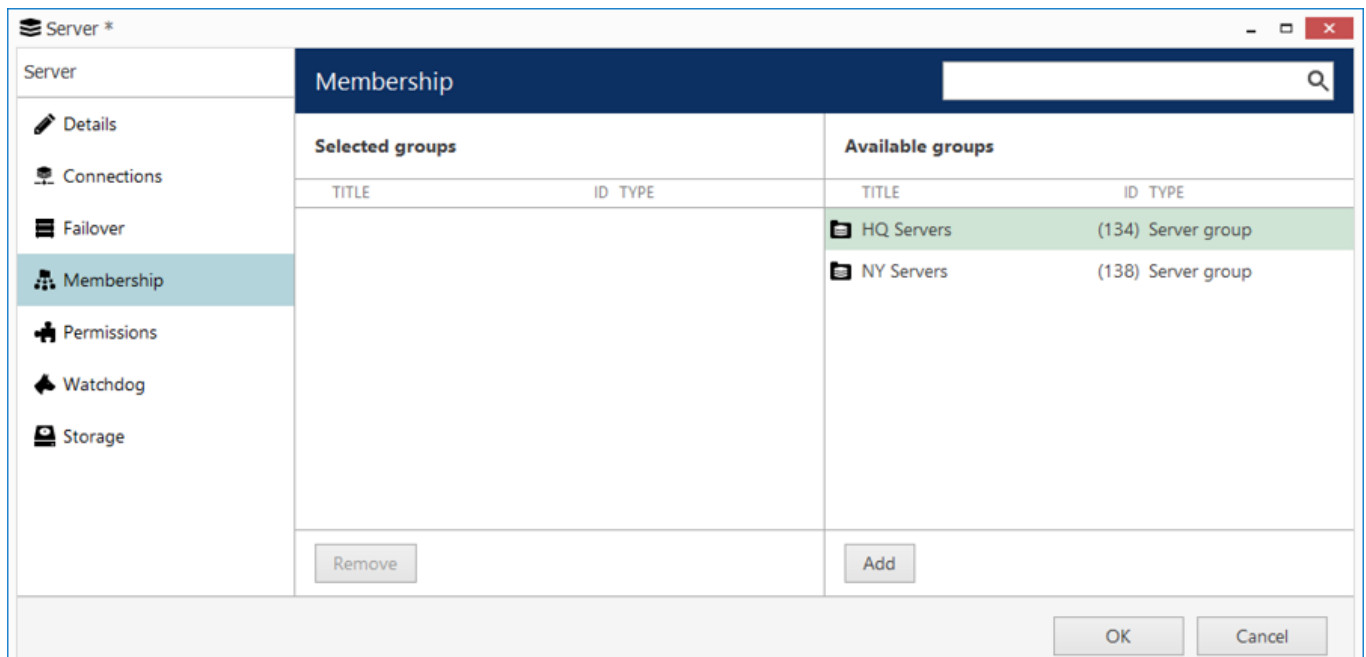 Server *
Server
Details
Connections
Failover
Membership
Permissions
Watchdog
Storage
Membership
Selected groups
TITLE ID TYPE
Remove
Available groups
TITLE ID TYPE
HQ Servers (134) Server group
NY Servers (138) Server group
Add
OK Cancel